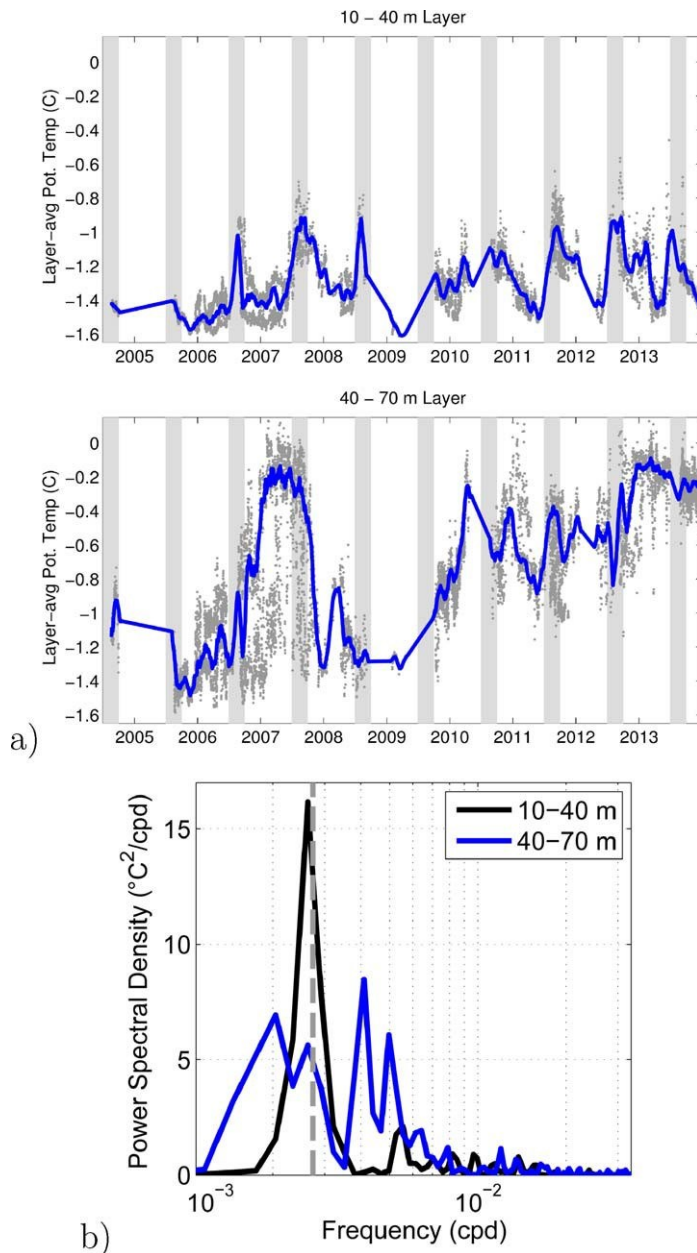 10 − 40 m Layer
Layer−avg Pot. Temp (C)
0
−0.2
−0.4
−0.6
−0.8
−1
−1.2
−1.4
−1.6
2005 2006 2007 2008 2009 2010 2011 2012 2013
40 − 70 m Layer
Layer−avg Pot. Temp (C)
0
−0.2
−0.4
−0.6
−0.8
−1
−1.2
−1.4
−1.6
2005 2006 2007 2008 2009 2010 2011 2012 2013
a)
Power Spectral Density (°C²/cpd)
15
10
5
0
10−40 m
40−70 m
10⁻³ 10⁻²
Frequency (cpd)
b)